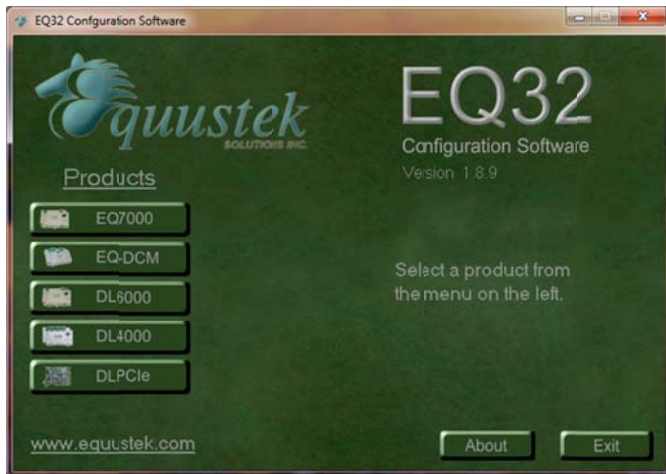 EQ32 Confguration Software
Equustek
SOLUTIONS INC.
EQ32
Configuration Software
Version 1.8.9
Products
EQ7000
EQ-DCM
DL6000
DL4000
DLPCIe
Select a product from
the menu on the left.
www.equustek.com
About
Exit